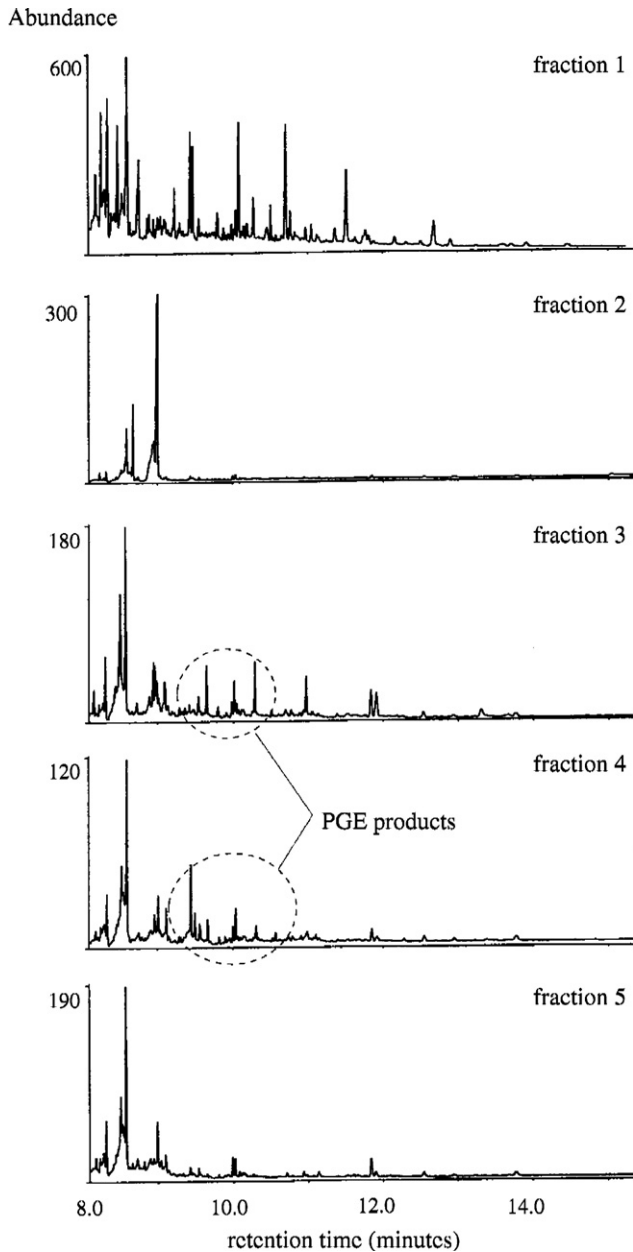 Abundance
600
fraction 1
300
fraction 2
180
fraction 3
120
fraction 4
PGE products
190
fraction 5
8.0 10.0 12.0 14.0
retention time (minutes)